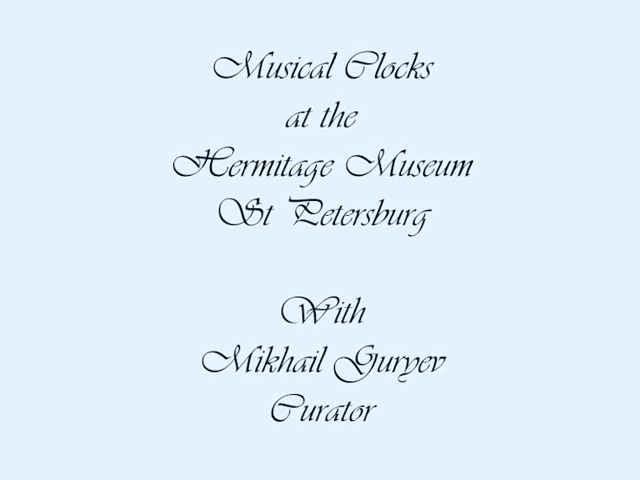 Musical Clocks
at the
Hermitage Museum
St Petersburg
With
Mikhail Guryev
Curator